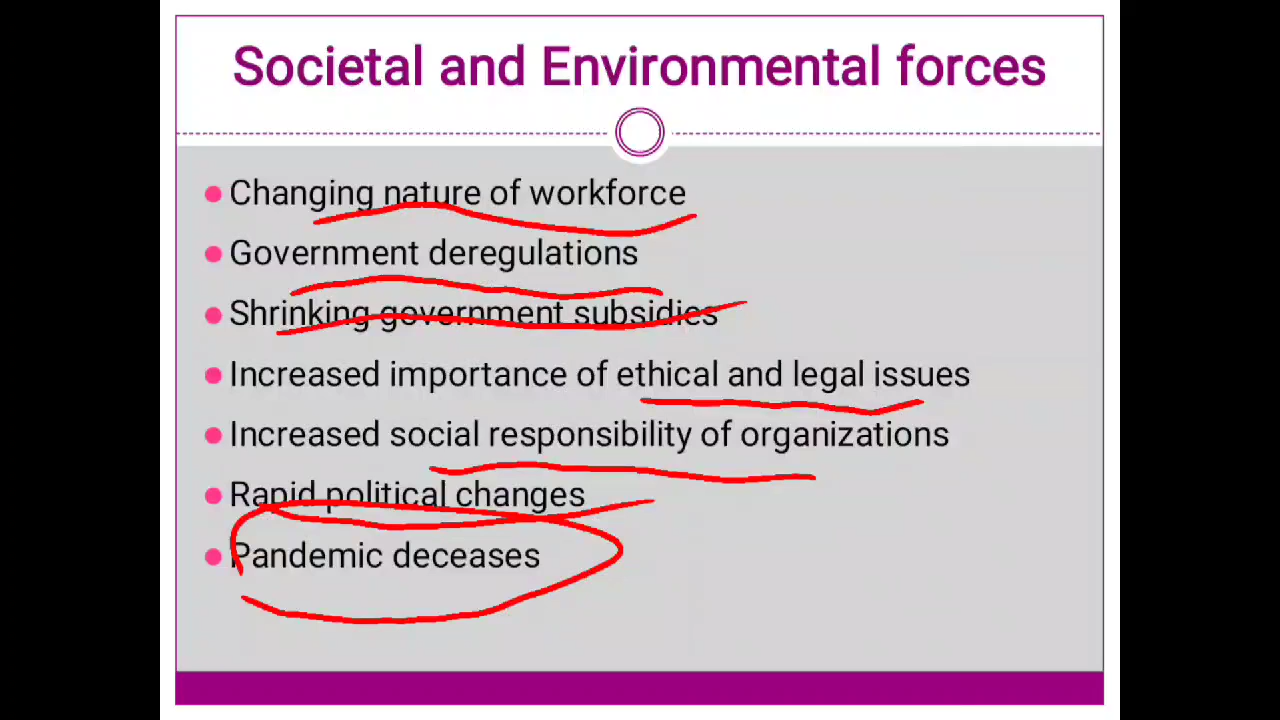 Societal and Environmental forces
Changing nature of workforce
Government deregulations
Shrinking government subsidies
Increased importance of ethical and legal issues
Increased social responsibility of organizations
Rapid political changes
Pandemic deceases